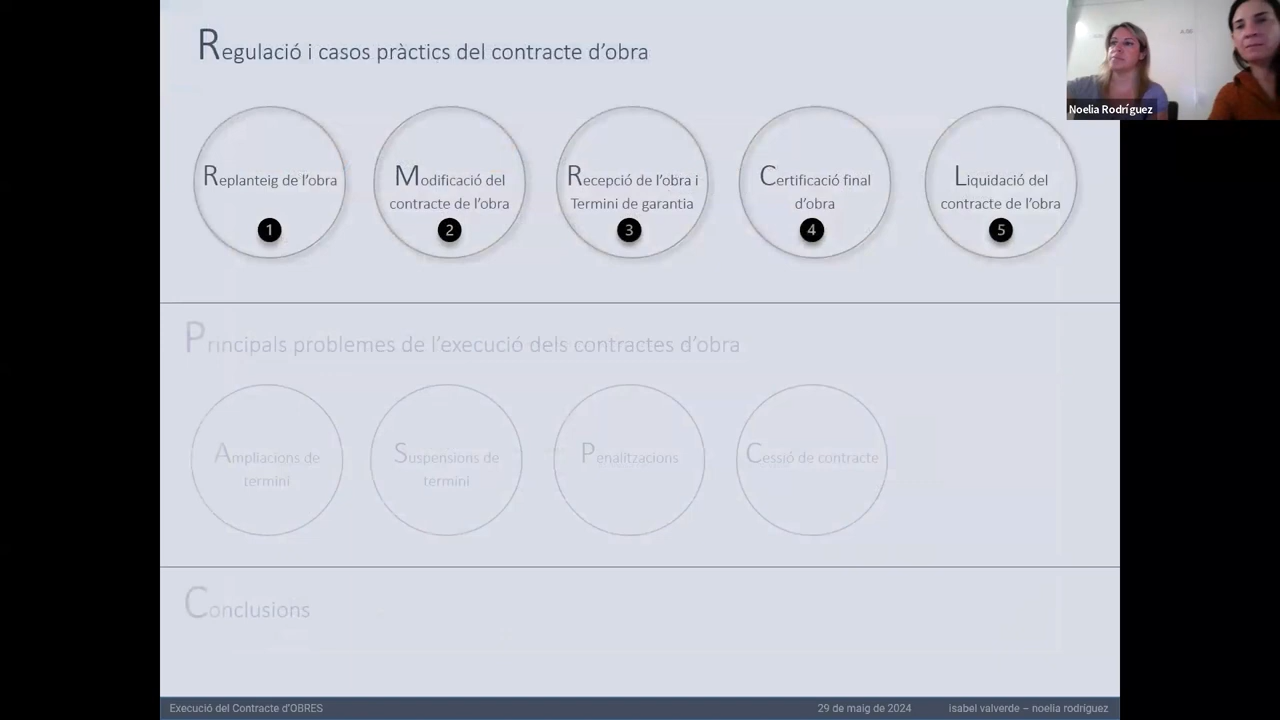 Regulació i casos pràctics del contracte d'obra
Noelia Rodríguez
Replanteig de l'obra
1
Modificació del
contracte de l'obra
2
Recepció de l'obra i
Termini de garantia
3
Certificació final
d'obra
4
Liquidació del
contracte de l'obra
5
Principals problemes de l'execució dels contractes d'obra
Ampliacions de
termini
Suspensions de
termini
Penalitzacions
Cessió de contracte
Conclusions
Execució del Contracte d'OBRES
29 de maig de 2024
isabel valverde – noelia rodríguez